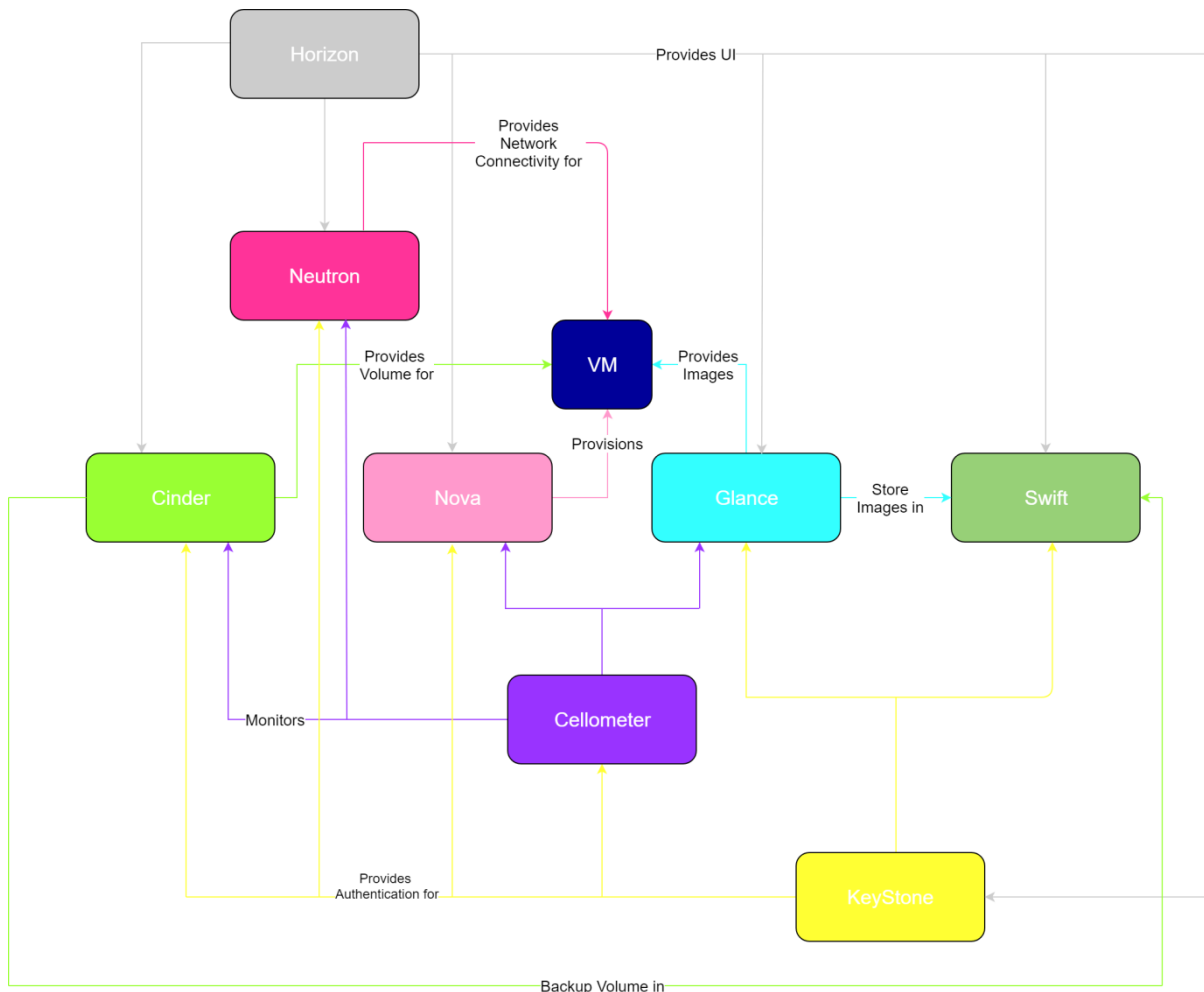 Horizon
Provides UI
Provides
Network
Connectivity for
Neutron
VM
Provides
Volume for
Provides
Images
Provisions
Cinder
Nova
Glance
Store
Images in
Swift
Cellometer
Monitors
Provides
Authentication for
KeyStone
Backup Volume in